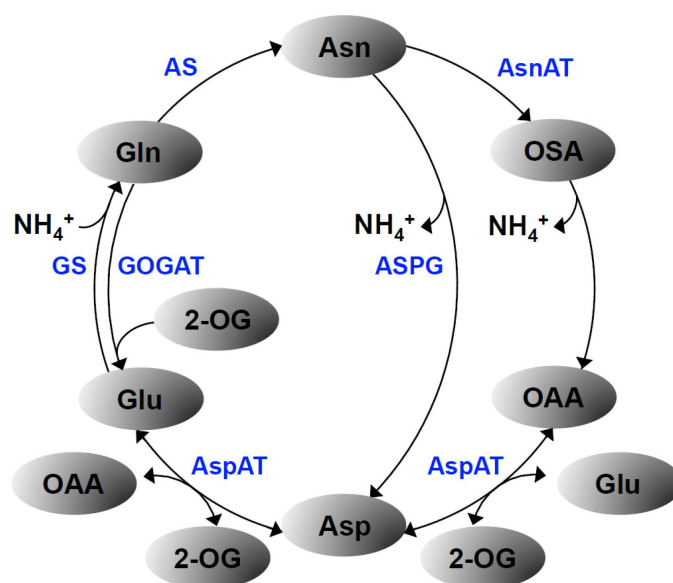 Asn
AS
AsnAT
Gln
OSA
NH₄⁺
NH₄⁺
NH₄⁺
GS
GOGAT
ASPG
2-OG
Glu
OAA
AspAT
AspAT
OAA
Asp
Glu
2-OG
2-OG